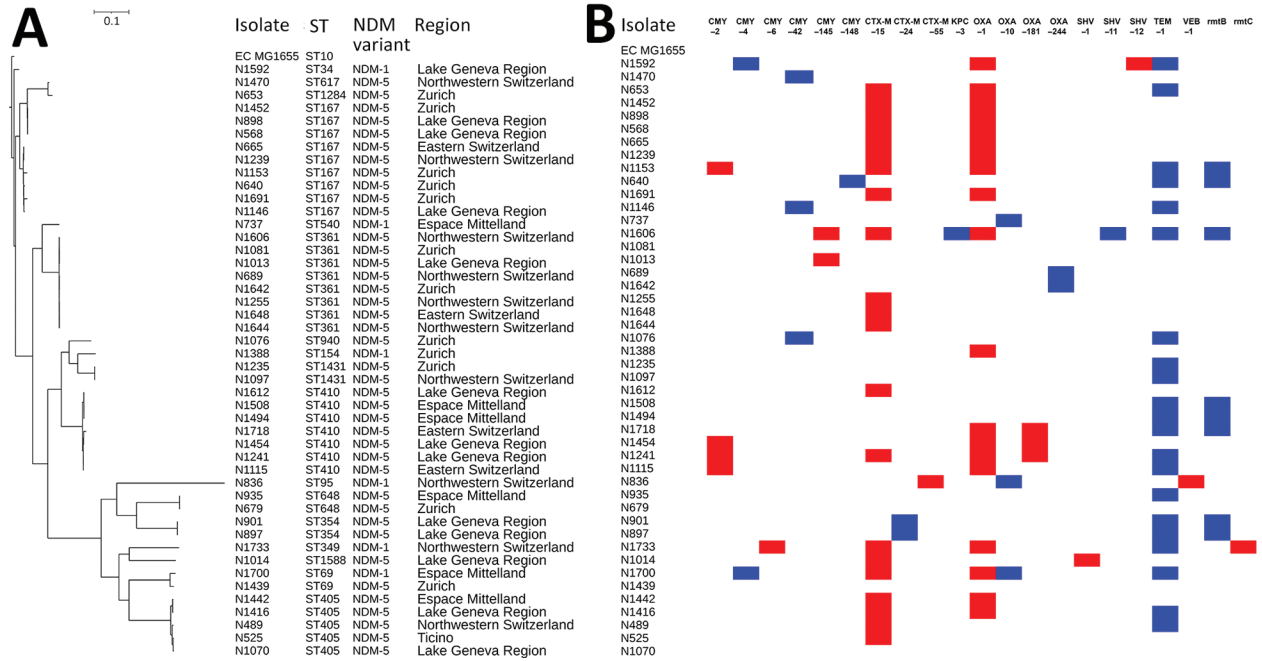 A
0.1
Isolate ST NDM variant Region
EC MG1655 ST10
N1592 ST34 NDM-1 Lake Geneva Region
N1470 ST617 NDM-5 Northwestern Switzerland
N653 ST1284 NDM-5 Zurich
N1452 ST167 NDM-5 Zurich
N898 ST167 NDM-5 Lake Geneva Region
N568 ST167 NDM-5 Lake Geneva Region
N665 ST167 NDM-5 Eastern Switzerland
N1239 ST167 NDM-5 Northwestern Switzerland
N1153 ST167 NDM-5 Zurich
N640 ST167 NDM-5 Zurich
N1691 ST167 NDM-5 Zurich
N1146 ST167 NDM-5 Lake Geneva Region
N737 ST540 NDM-1 Espace Mittelland
N1606 ST361 NDM-5 Northwestern Switzerland
N1081 ST361 NDM-5 Zurich
N1013 ST361 NDM-5 Lake Geneva Region
N689 ST361 NDM-5 Northwestern Switzerland
N1642 ST361 NDM-5 Zurich
N1255 ST361 NDM-5 Northwestern Switzerland
N1648 ST361 NDM-5 Eastern Switzerland
N1644 ST361 NDM-5 Northwestern Switzerland
N1076 ST940 NDM-5 Zurich
N1388 ST154 NDM-1 Zurich
N1235 ST1431 NDM-5 Zurich
N1097 ST1431 NDM-5 Northwestern Switzerland
N1612 ST410 NDM-5 Lake Geneva Region
N1508 ST410 NDM-5 Espace Mittelland
N1494 ST410 NDM-5 Espace Mittelland
N1718 ST410 NDM-5 Eastern Switzerland
N1454 ST410 NDM-5 Lake Geneva Region
N1241 ST410 NDM-5 Lake Geneva Region
N1115 ST410 NDM-5 Eastern Switzerland
N836 ST95 NDM-1 Northwestern Switzerland
N935 ST648 NDM-5 Espace Mittelland
N679 ST648 NDM-5 Zurich
N901 ST354 NDM-5 Lake Geneva Region
N897 ST354 NDM-5 Lake Geneva Region
N1733 ST349 NDM-1 Northwestern Switzerland
N1014 ST1588 NDM-5 Lake Geneva Region
N1700 ST69 NDM-1 Espace Mittelland
N1439 ST69 NDM-5 Zurich
N1442 ST405 NDM-5 Espace Mittelland
N1416 ST405 NDM-5 Lake Geneva Region
N489 ST405 NDM-5 Northwestern Switzerland
N525 ST405 NDM-5 Ticino
N1070 ST405 NDM-5 Lake Geneva Region
B
Isolate
CMY CMY CMY CMY CMY CMY CTX-M CTX-M CTX-M KPC OXA OXA OXA OXA SHV SHV SHV TEM VEB rmtB rmtC
–2 –4 –6 –42 –145 –148 –15 –24 –55 –3 –1 –10 –181 –244 –1 –11 –12 –1 –1
EC MG1655
N1592
N1470
N653
N1452
N898
N568
N665
N1239
N1153
N640
N1691
N1146
N737
N1606
N1081
N1013
N689
N1642
N1255
N1648
N1644
N1076
N1388
N1235
N1097
N1612
N1508
N1494
N1718
N1454
N1241
N1115
N836
N935
N679
N901
N897
N1733
N1014
N1700
N1439
N1442
N1416
N489
N525
N1070